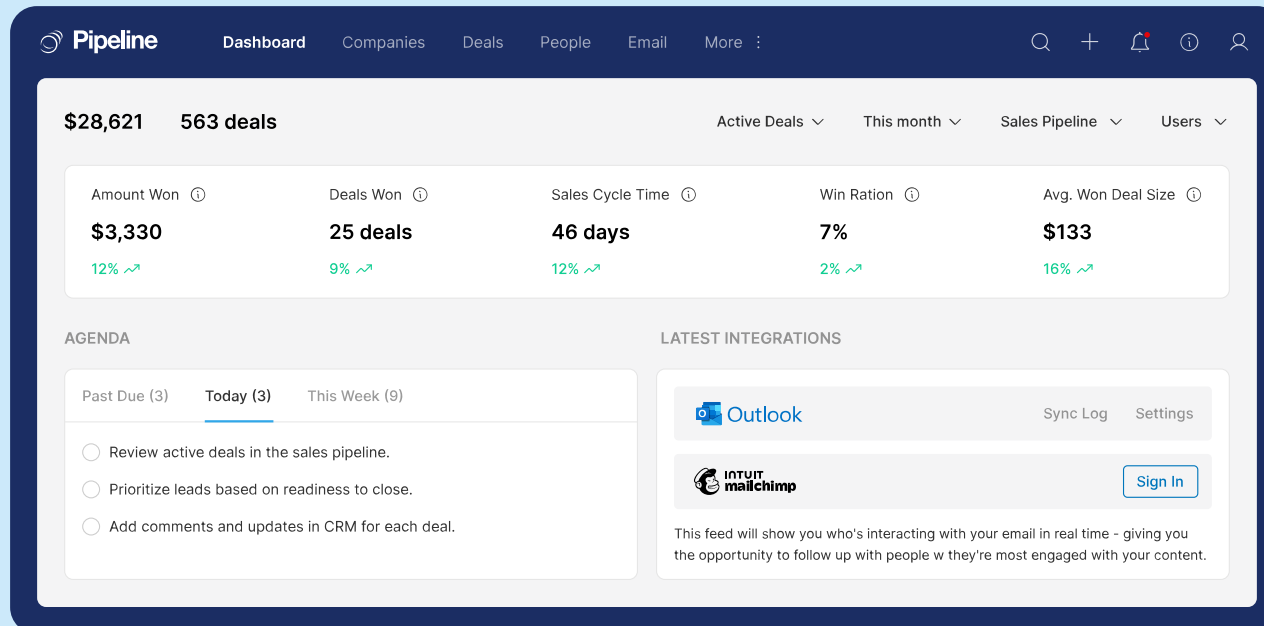 Pipeline Dashboard Companies Deals People Email More
$28,621 563 deals Active Deals This month Sales Pipeline Users
Amount Won Deals Won Sales Cycle Time Win Ration Avg. Won Deal Size
$3,330 25 deals 46 days 7% $133
12% 9% 12% 2% 16%
AGENDA LATEST INTEGRATIONS
Past Due (3) Today (3) This Week (9)
Review active deals in the sales pipeline.
Prioritize leads based on readiness to close.
Add comments and updates in CRM for each deal.
Outlook Sync Log Settings
INTUIT
mailchimp Sign In
This feed will show you who's interacting with your email in real time - giving you
the opportunity to follow up with people w they're most engaged with your content.